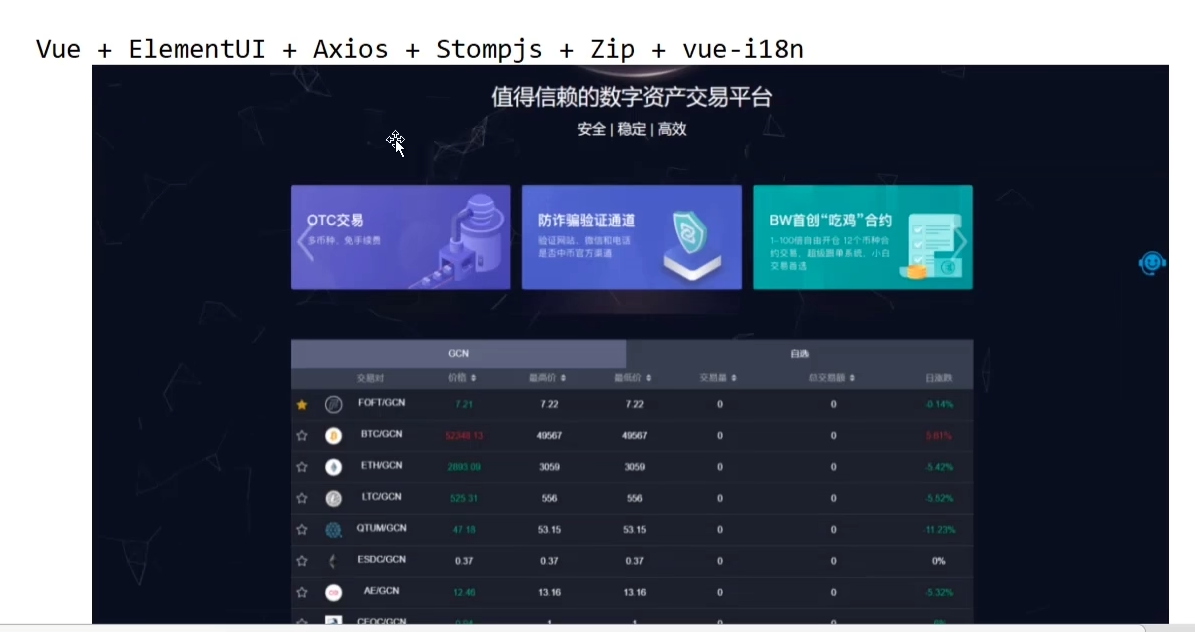 Vue + ElementUI + Axios + Stompjs + Zip + vue-i18n
值得信赖的数字资产交易平台
安全 | 稳定 | 高效
OTC交易
多币种、免手续费
防诈骗验证通道
验证网站、微信和电话
是否中币官方渠道
BW首创“吃鸡”合约
1-100倍自由开仓 12个币种合
约交易，超级跟单系统，小白
交易首选
GCN 自选
交易对 价格 最高价 最低价 交易量 总交易额 日涨跌
FOFT/GCN 7.21 7.22 7.22 0 0 -0.14%
BTC/GCN 52348.13 49567 49567 0 0 5.61%
ETH/GCN 2893.09 3059 3059 0 0 -5.42%
LTC/GCN 525.31 556 556 0 0 -5.52%
QTUM/GCN 47.18 53.15 53.15 0 0 -11.23%
ESDC/GCN 0.37 0.37 0.37 0 0 0%
AE/GCN 12.46 13.16 13.16 0 0 -5.32%